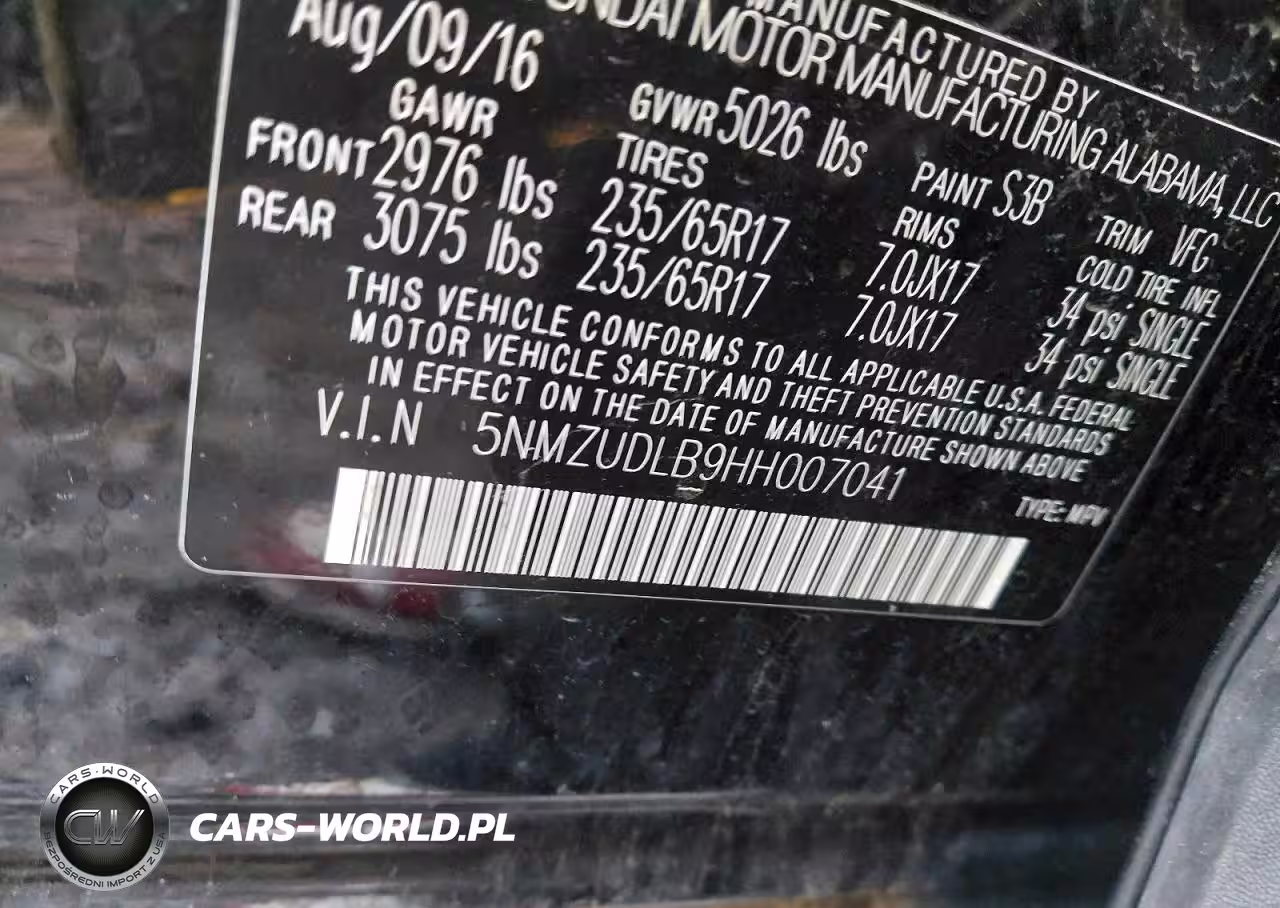 MANUFACTURED BY
HYUNDAI MOTOR MANUFACTURING ALABAMA, LLC
Aug/09/16
GAWR GVWR 5026 lbs PAINT S3B TRIM VFG
TIRES RIMS COLD TIRE INFL
FRONT 2976 lbs 235/65R17 7.0JX17 34 psi SINGLE
REAR 3075 lbs 235/65R17 7.0JX17 34 psi SINGLE
THIS VEHICLE CONFORMS TO ALL APPLICABLE U.S.A. FEDERAL
MOTOR VEHICLE SAFETY AND THEFT PREVENTION STANDARDS
IN EFFECT ON THE DATE OF MANUFACTURE SHOWN ABOVE
V.I.N 5NMZUDLB9HH007041
TYPE: MPV
CARS-WORLD
CW
BEZPOŚREDNI IMPORT Z USA
CARS-WORLD.PL